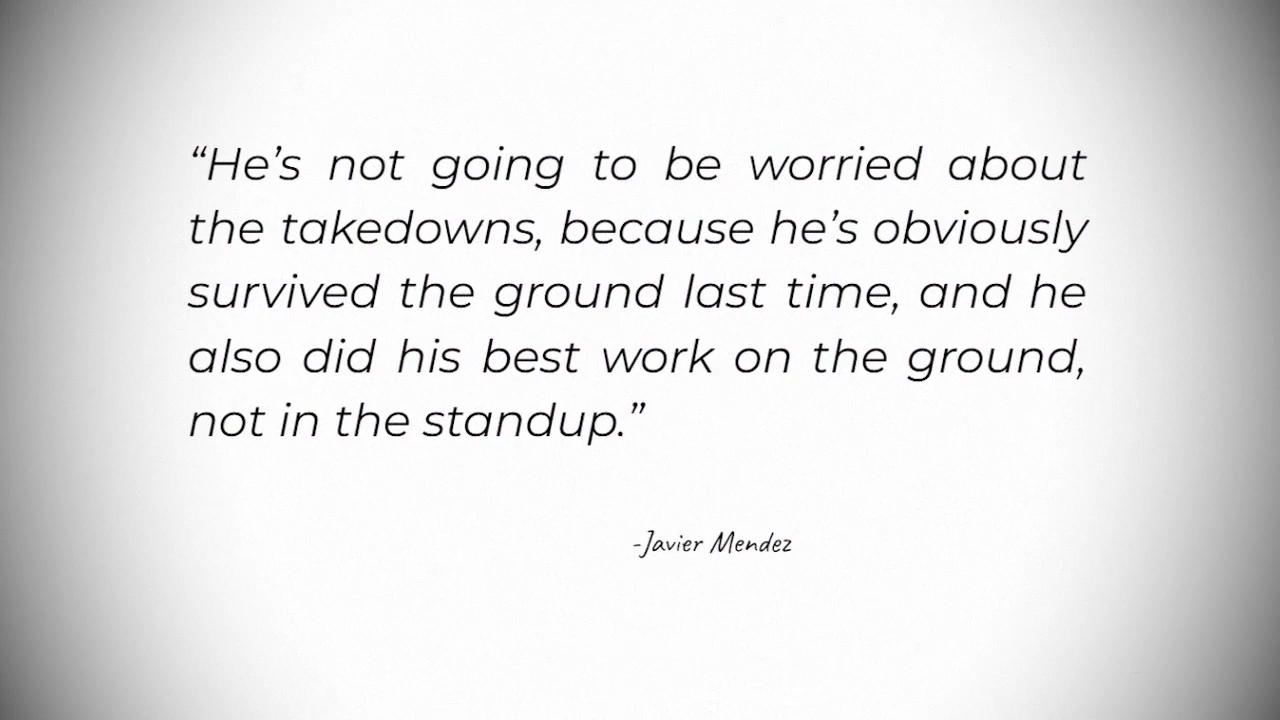 “He’s not going to be worried about
the takedowns, because he’s obviously
survived the ground last time, and he
also did his best work on the ground,
not in the standup.”
-Javier Mendez